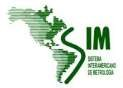 SIM
SISTEMA
INTERAMERICANO
DE METROLOGIA